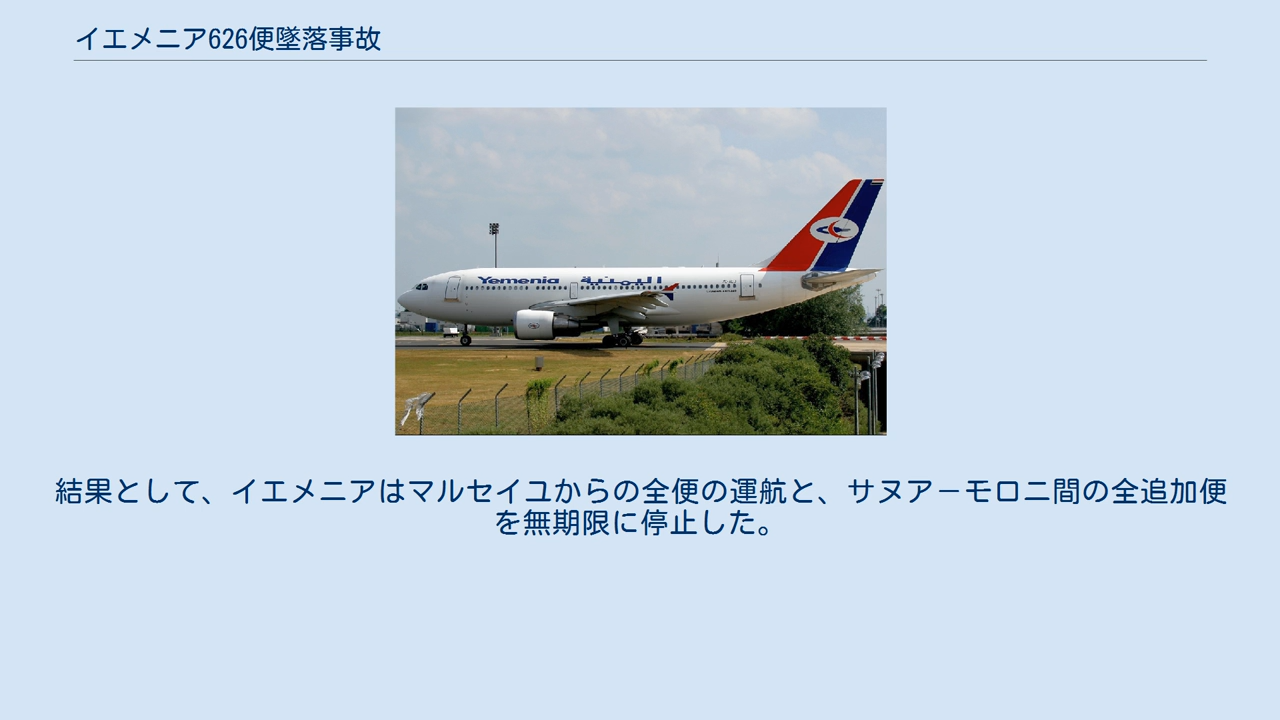 イエメニア626便墜落事故
Yemenia اليمنية
結果として、イエメニアはマルセイユからの全便の運航と、サヌア－モロニ間の全追加便
を無期限に停止した。